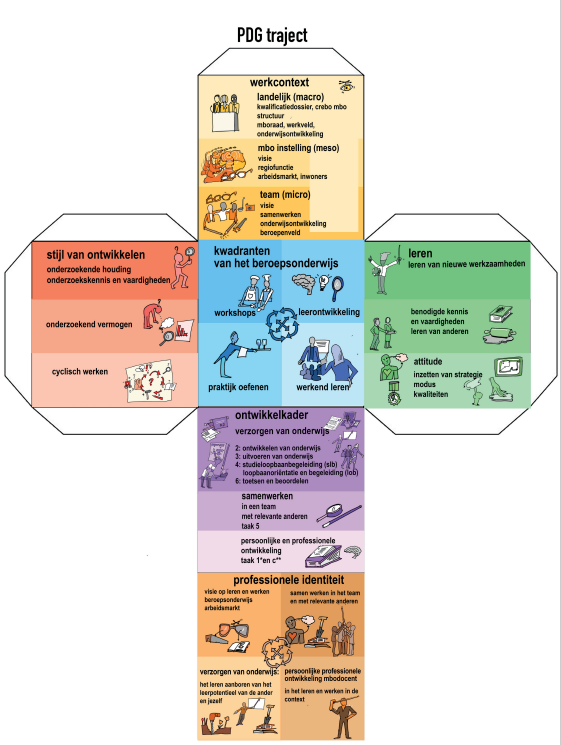 PDG traject
werkcontext
landelijk (macro)
kwalificatiedossier, crebo mbo
structuur
mboraad, werkveld,
onderwijsontwikkeling
mbo instelling (meso)
visie
regiofunctie
arbeidsmarkt, inwoners
team (micro)
visie
samenwerken
onderwijsontwikkeling
beroepenveld
stijl van ontwikkelen
onderzoekende houding
onderzoekskennis en vaardigheden
onderzoekend vermogen
cyclisch werken
kwadranten
van het beroepsonderwijs
workshops
leerontwikkeling
praktijk oefenen
werkend leren
leren
leren van nieuwe werkzaamheden
benodigde kennis
en vaardigheden
leren van anderen
attitude
inzetten van strategie
modus
kwaliteiten
ontwikkelkader
verzorgen van onderwijs
2: ontwikkelen van onderwijs
3: uitvoeren van onderwijs
4: studieloopbaanbegeleiding (slb)
loopbaanoriëntatie en begeleiding (lob)
6: toetsen en beoordelen
samenwerken
in een team
met relevante anderen
taak 5
persoonlijke en professionele
ontwikkeling
taak 1*en c**
professionele identiteit
visie op leren en werken
beroepsonderwijs
arbeidsmarkt
samen werken in het team
en met relevante anderen
verzorgen van onderwijs:
het leren aanboren van het
leerpotentieel van de ander
en jezelf
persoonlijke professionele
ontwikkeling mbodocent
in het leren en werken in de
context